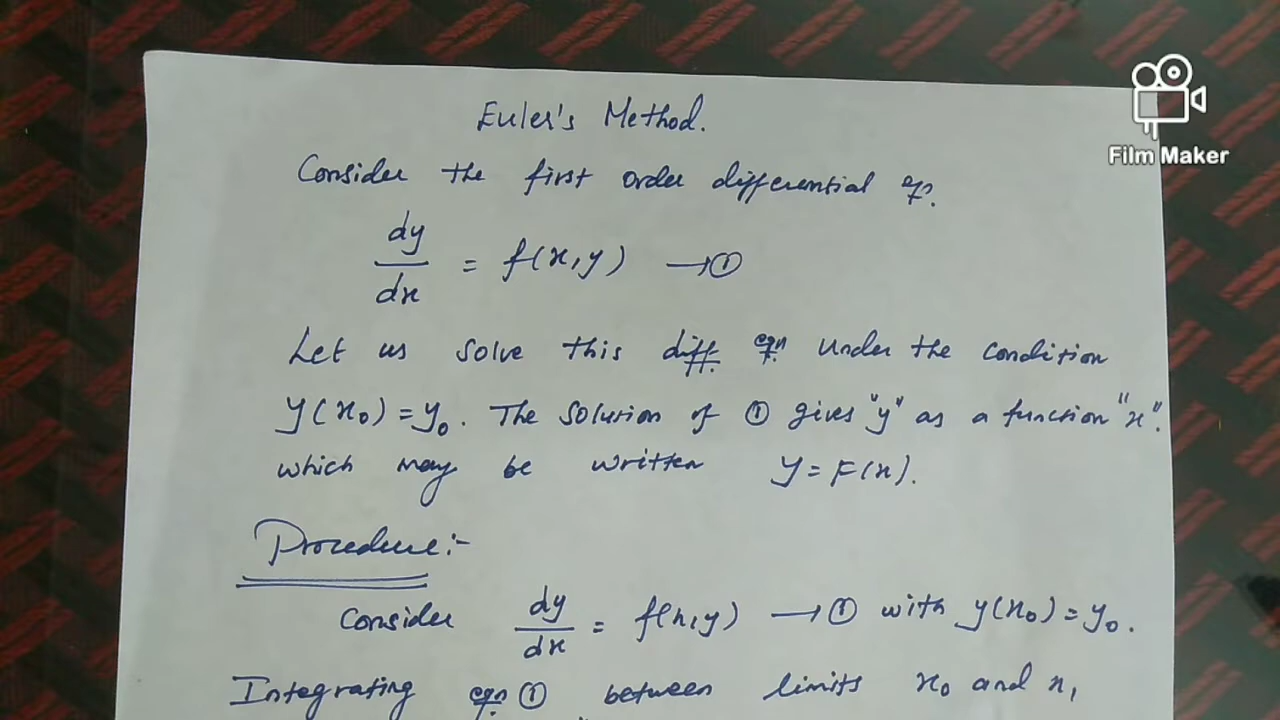 Euler's Method.
Film Maker
Consider the first order differential eqn.
dy/dx = f(x,y) →①
Let us solve this diff. eqn under the condition
y(x₀) = y₀. The solution of ① gives "y" as a function "x".
which may be written y = F(x).
Procedure:-
Consider dy/dx = f(x,y) →① with y(x₀) = y₀.
Integrating eqn ① between limits x₀ and x₁